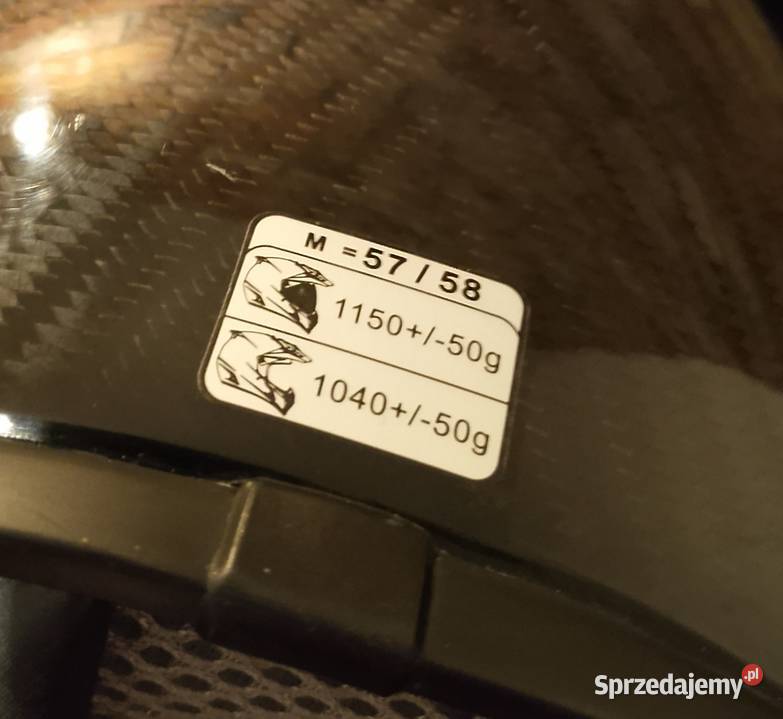 M =57 / 58
1150+/-50g
1040+/-50g
Sprzedajemy.pl